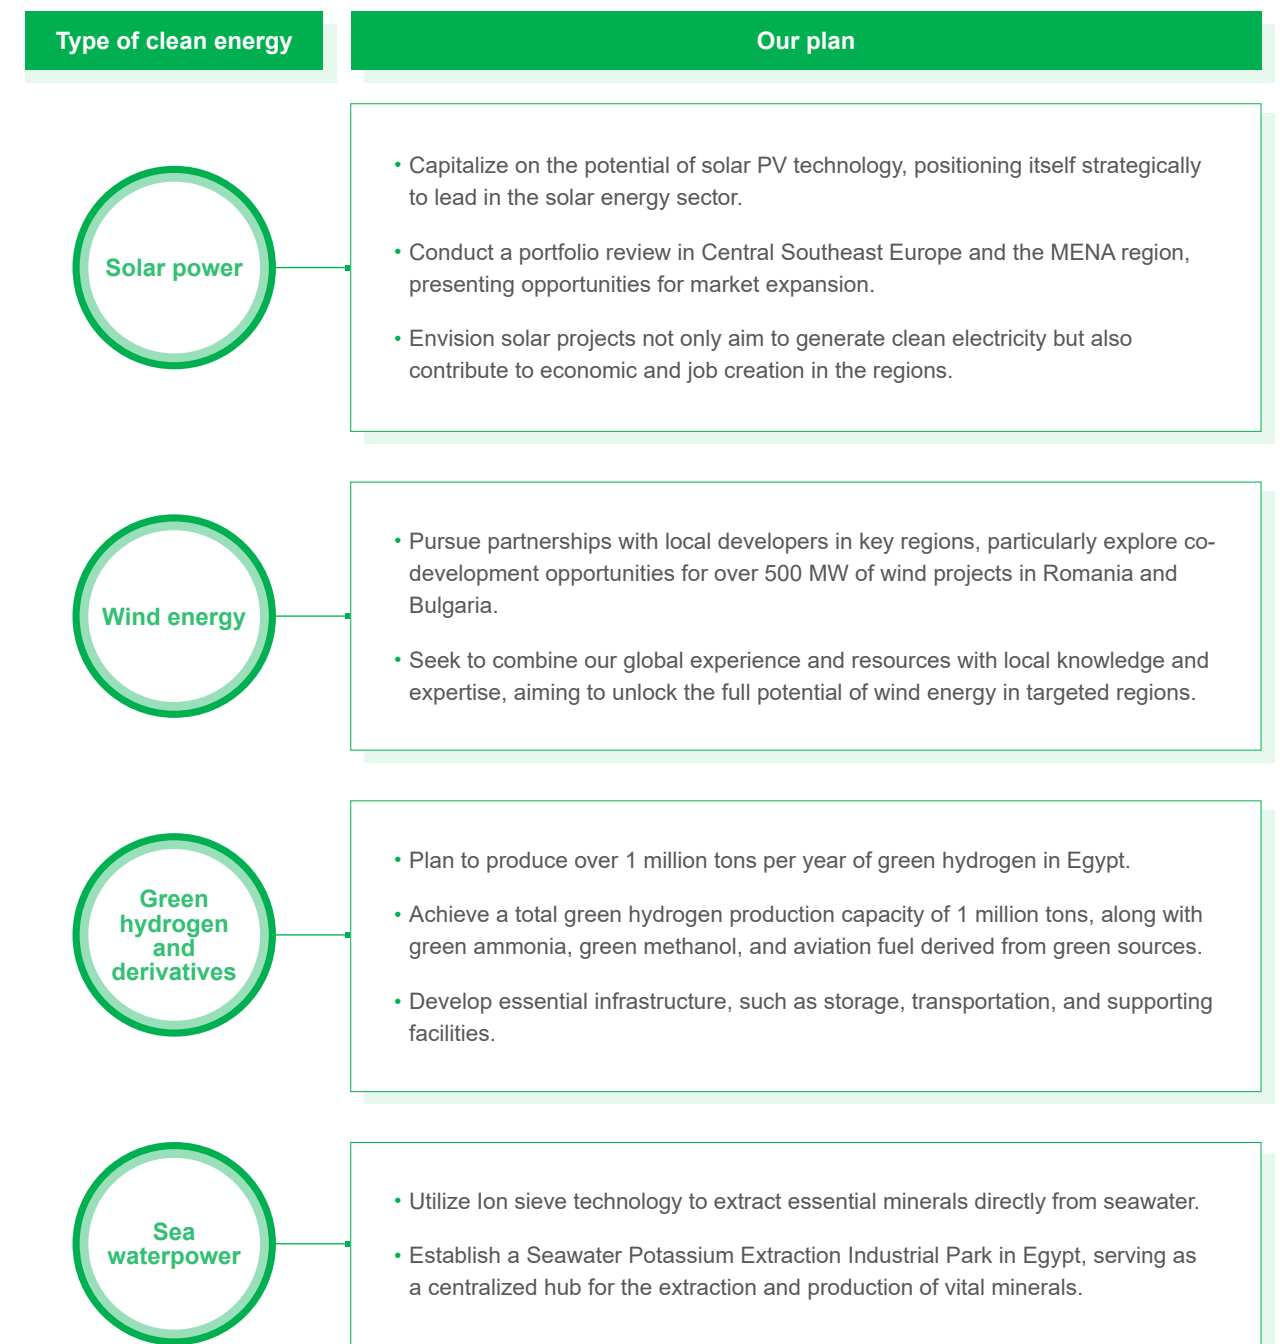 Type of clean energy
Our plan
Solar power
• Capitalize on the potential of solar PV technology, positioning itself strategically
to lead in the solar energy sector.
• Conduct a portfolio review in Central Southeast Europe and the MENA region,
presenting opportunities for market expansion.
• Envision solar projects not only aim to generate clean electricity but also
contribute to economic and job creation in the regions.
Wind energy
• Pursue partnerships with local developers in key regions, particularly explore co-
development opportunities for over 500 MW of wind projects in Romania and
Bulgaria.
• Seek to combine our global experience and resources with local knowledge and
expertise, aiming to unlock the full potential of wind energy in targeted regions.
Green
hydrogen
and
derivatives
• Plan to produce over 1 million tons per year of green hydrogen in Egypt.
• Achieve a total green hydrogen production capacity of 1 million tons, along with
green ammonia, green methanol, and aviation fuel derived from green sources.
• Develop essential infrastructure, such as storage, transportation, and supporting
facilities.
Sea
waterpower
• Utilize Ion sieve technology to extract essential minerals directly from seawater.
• Establish a Seawater Potassium Extraction Industrial Park in Egypt, serving as
a centralized hub for the extraction and production of vital minerals.